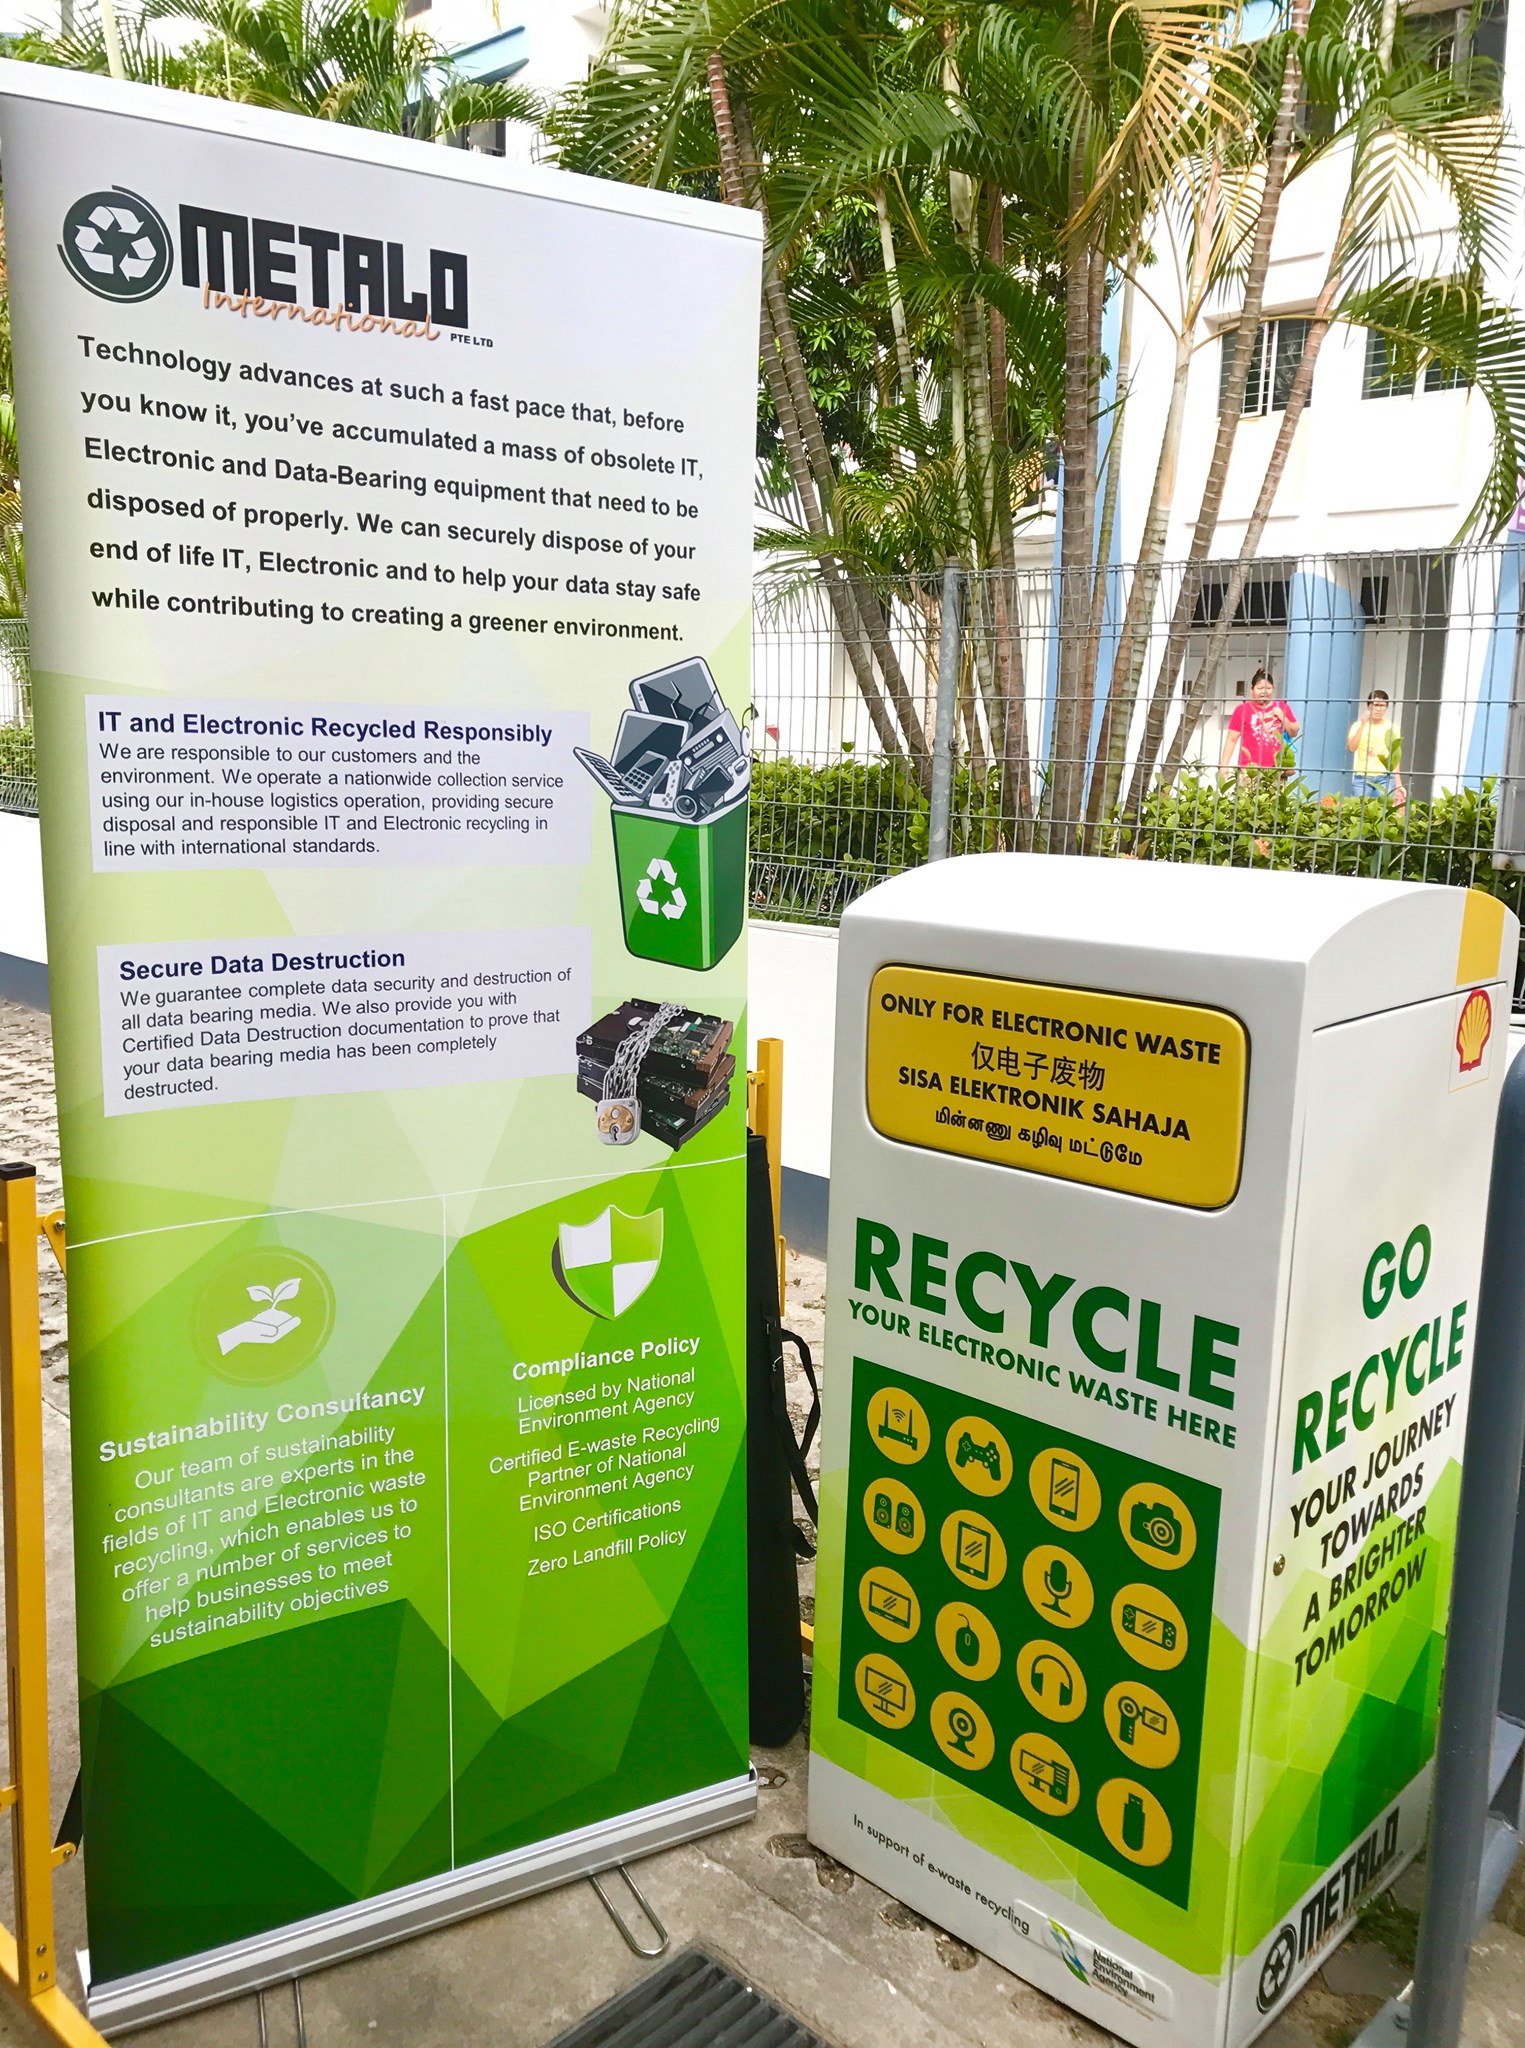 METALO
International
PTE LTD
Technology advances at such a fast pace that, before
you know it, you've accumulated a mass of obsolete IT,
Electronic and Data-Bearing equipment that need to be
disposed of properly. We can securely dispose of your
end of life IT, Electronic and to help your data stay safe
while contributing to creating a greener environment.
IT and Electronic Recycled Responsibly
We are responsible to our customers and the
environment. We operate a nationwide collection service
using our in-house logistics operation, providing secure
disposal and responsible IT and Electronic recycling in
line with international standards.
Secure Data Destruction
We guarantee complete data security and destruction of
all data bearing media. We also provide you with
Certified Data Destruction documentation to prove that
your data bearing media has been completely
destructed.
Sustainability Consultancy
Our team of sustainability
consultants are experts in the
fields of IT and Electronic waste
recycling, which enables us to
offer a number of services to
help businesses to meet
sustainability objectives
Compliance Policy
Licensed by National
Environment Agency
Certified E-waste Recycling
Partner of National
Environment Agency
ISO Certifications
Zero Landfill Policy
ONLY FOR ELECTRONIC WASTE
仅电子废物
SISA ELEKTRONIK SAHAJA
மின்னணு கழிவு மட்டுமே
RECYCLE
YOUR ELECTRONIC WASTE HERE
In support of e-waste recycling
National
Environment
Agency
GO
RECYCLE
YOUR JOURNEY
TOWARDS
A BRIGHTER
TOMORROW
METALO